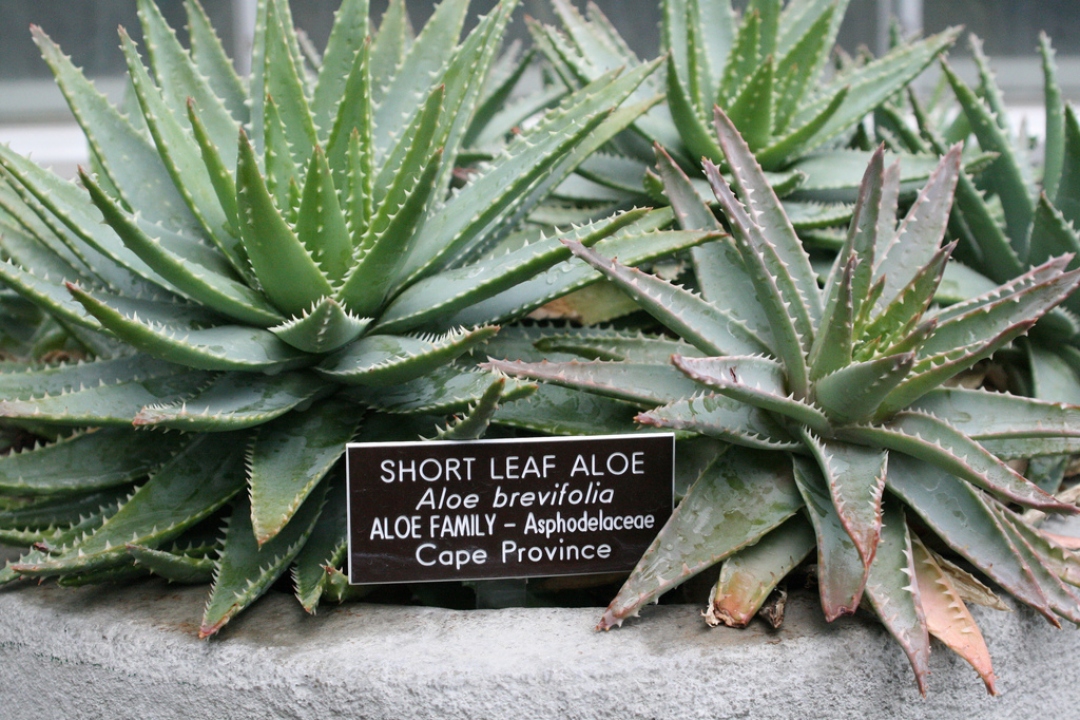 SHORT LEAF ALOE
Aloe brevifolia
ALOE FAMILY – Asphodelaceae
Cape Province